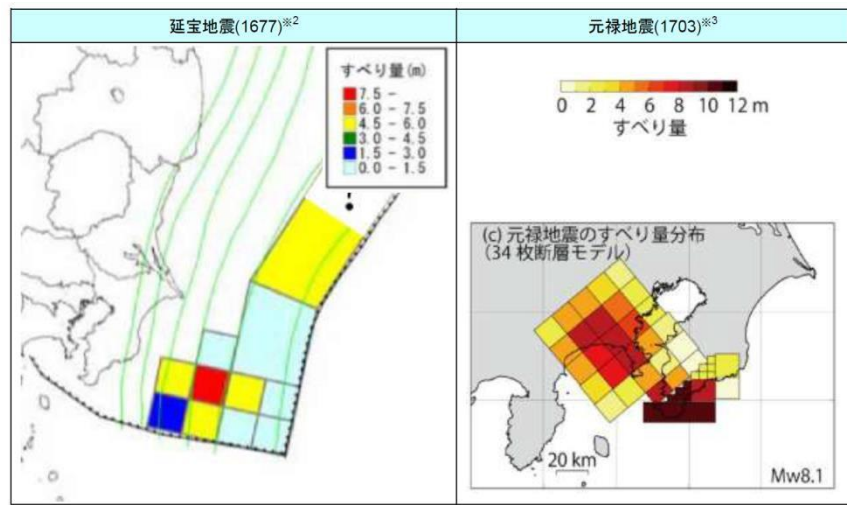 延宝地震(1677)※2
元禄地震(1703)※3
すべり量(m)
7.5 -
6.0 - 7.5
4.5 - 6.0
3.0 - 4.5
1.5 - 3.0
0.0 - 1.5
0 2 4 6 8 10 12 m
すべり量
(c) 元禄地震のすべり量分布
(34 枚断層モデル)
20 km
Mw8.1